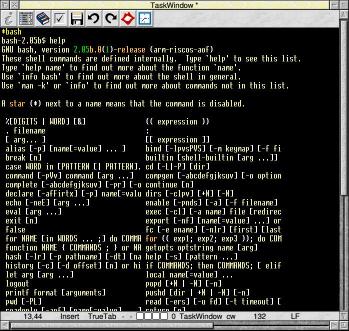 TaskWindow *
*bash
bash-2.05b$ help
GNU bash, version 2.05b.0(1)-release (arm-riscos-aof)
These shell commands are defined internally. Type `help' to see this list.
Type `help name' to find out more about the function `name'.
Use `info bash' to find out more about the shell in general.
Use `man -k' or `info' to find out more about commands not in this list.
A star (*) next to a name means that the command is disabled.
%[DIGITS | WORD] [&] (( expression ))
. filename :
[ arg... ] [[ expression ]]
alias [-p] [name[=value] ... ] bind [-lpvsPVS] [-m keymap] [-f fi
break [n] builtin [shell-builtin [arg ...]]
case WORD in [PATTERN [| PATTERN]. cd [-L|-P] [dir]
command [-pVv] command [arg ...] compgen [-abcdefgjksuv] [-o option
complete [-abcdefgjksuv] [-pr] [-o continue [n]
declare [-afFirtx] [-p] name[=valu dirs [-clpv] [+N] [-N]
echo [-neE] [arg ...] enable [-pnds] [-a] [-f filename]
eval [arg ...] exec [-cl] [-a name] file [redirec
exit [n] export [-nf] [name[=value] ...] or
false fc [-e ename] [-nlr] [first] [last]
for NAME [in WORDS ... ;] do COMMA for (( exp1; exp2; exp3 )); do COM
function NAME { COMMANDS ; } or NA getopts optstring name [arg]
hash [-lr] [-p pathname] [-dt] [na help [-s] [pattern ...]
history [-c] [-d offset] [n] or hi if COMMANDS; then COMMANDS; [ elif
let arg [arg ...] local name[=value] ...
logout popd [+N | -N] [-n]
printf format [arguments] pushd [dir | +N | -N] [-n]
pwd [-PL] read [-ers] [-u fd] [-t timeout] [
readonly [-anf] [name[=value] ...] return [n]
13,44 Insert TrueTab - - 0 TaskWindow cw 132 LF